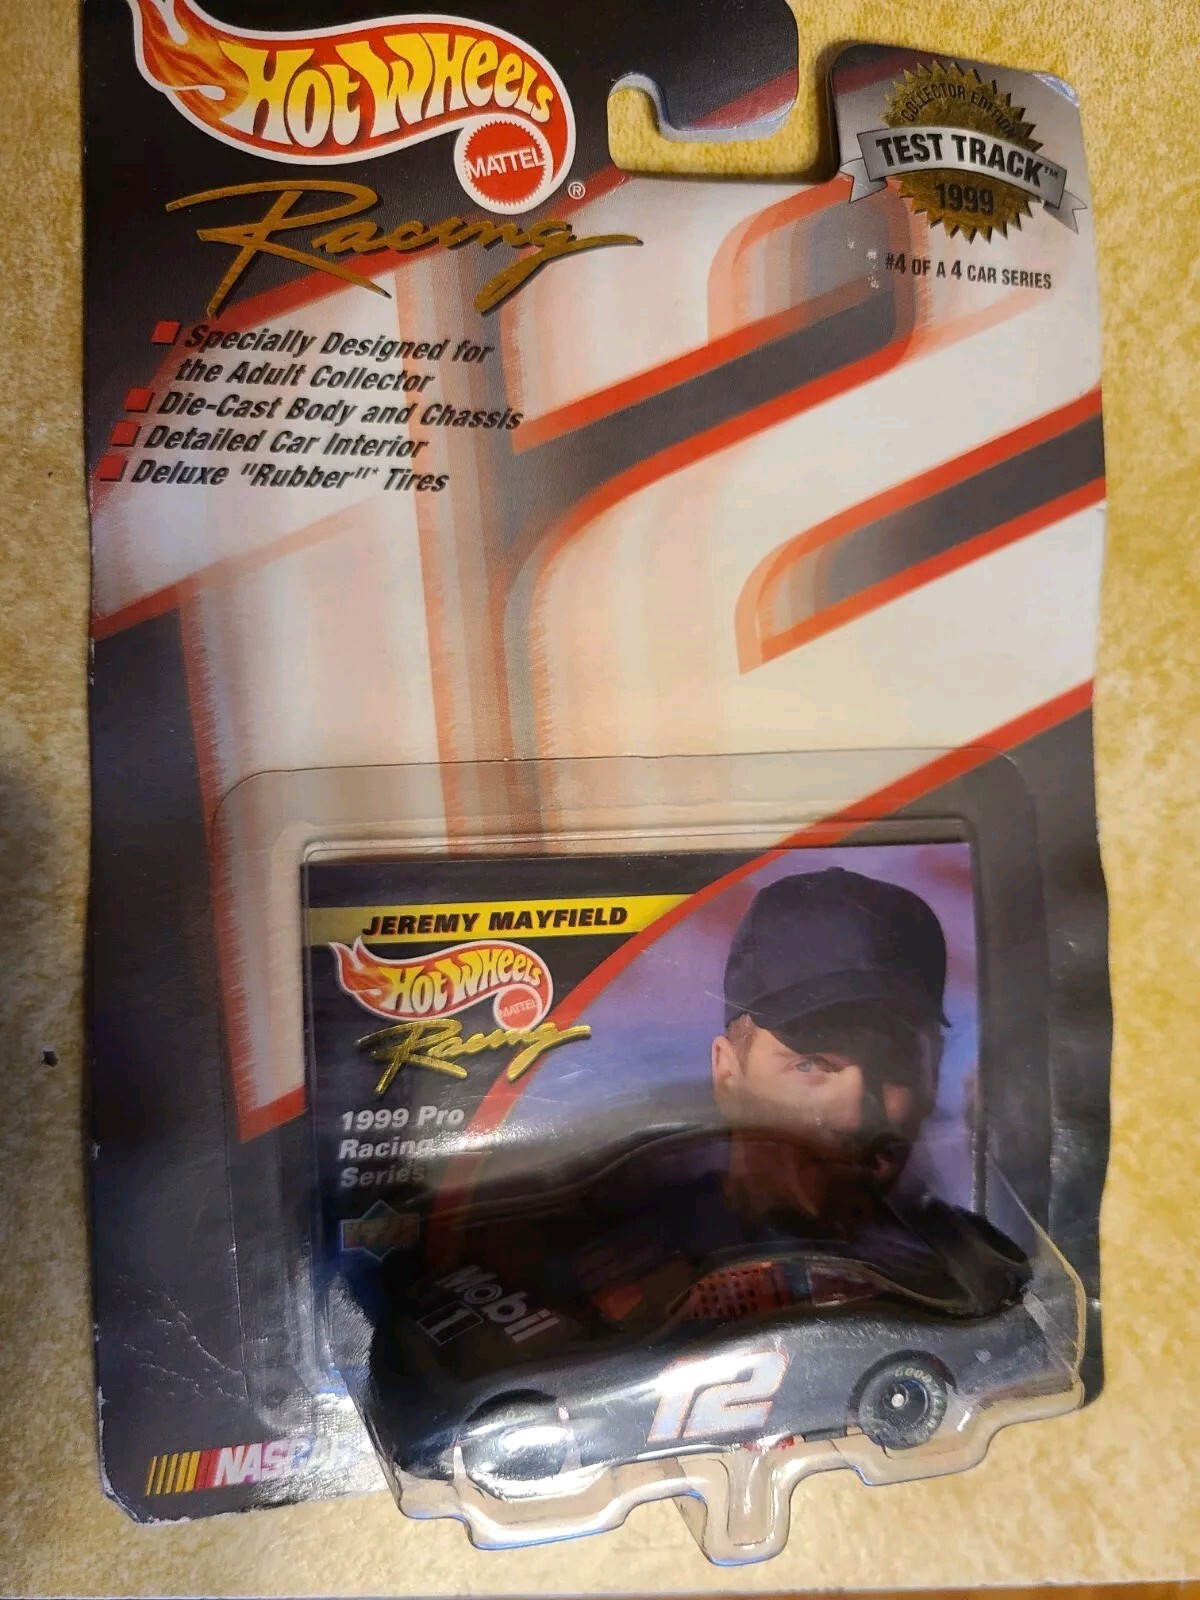 HOT WHEELS
MATTEL
®
Racing
COLLECTOR EDITION
TEST TRACK™
1999
#4 OF A 4 CAR SERIES
Specially Designed for
the Adult Collector
Die-Cast Body and Chassis
Detailed Car Interior
Deluxe "Rubber"* Tires
12
JEREMY MAYFIELD
HOT WHEELS
MATTEL
Racing
1999 Pro
Racing
Series
Mobil
1
12
NASCAR